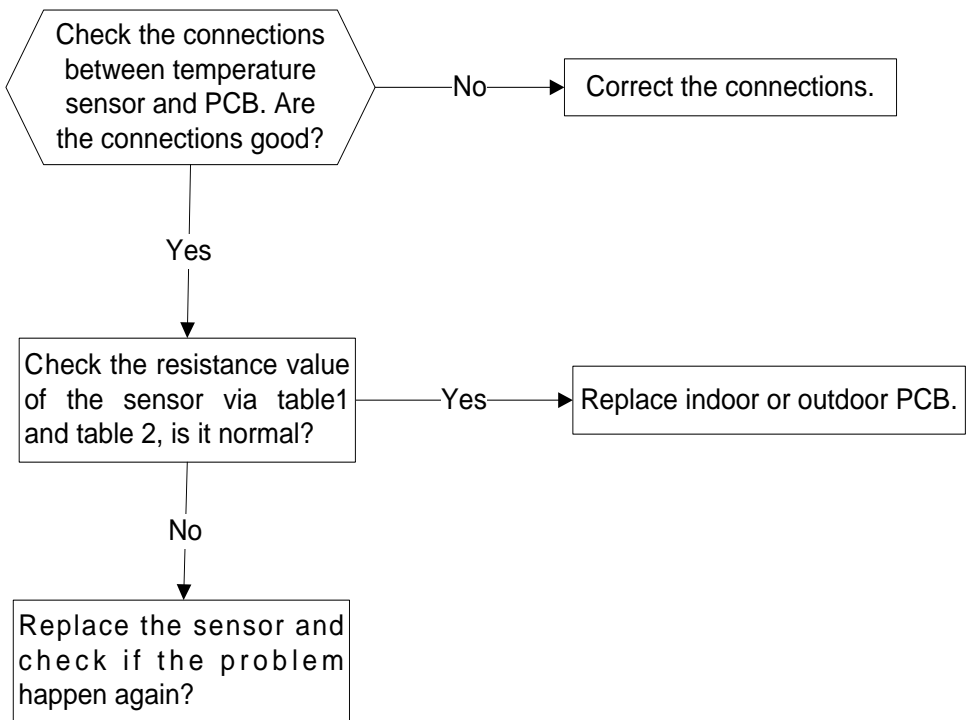 Check the connections
between temperature
sensor and PCB. Are
the connections good?
No
Correct the connections.
Yes
Check the resistance value
of the sensor via table1
and table 2, is it normal?
Yes
Replace indoor or outdoor PCB.
No
Replace the sensor and
check if the problem
happen again?